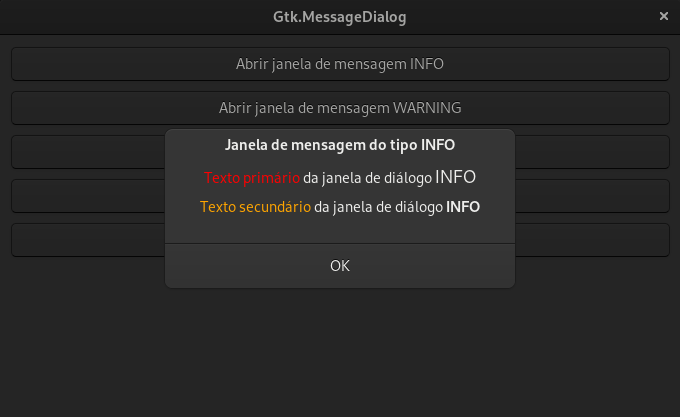 Gtk.MessageDialog
Abrir janela de mensagem INFO
Abrir janela de mensagem WARNING
Janela de mensagem do tipo INFO
Texto primário da janela de diálogo INFO
Texto secundário da janela de diálogo INFO
OK